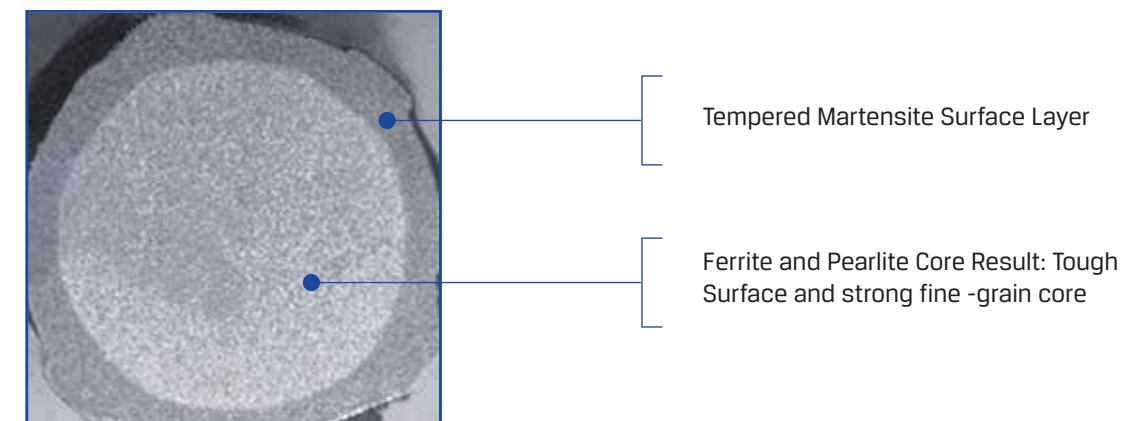 Tempered Martensite Surface Layer
Ferrite and Pearlite Core Result: Tough
Surface and strong fine -grain core